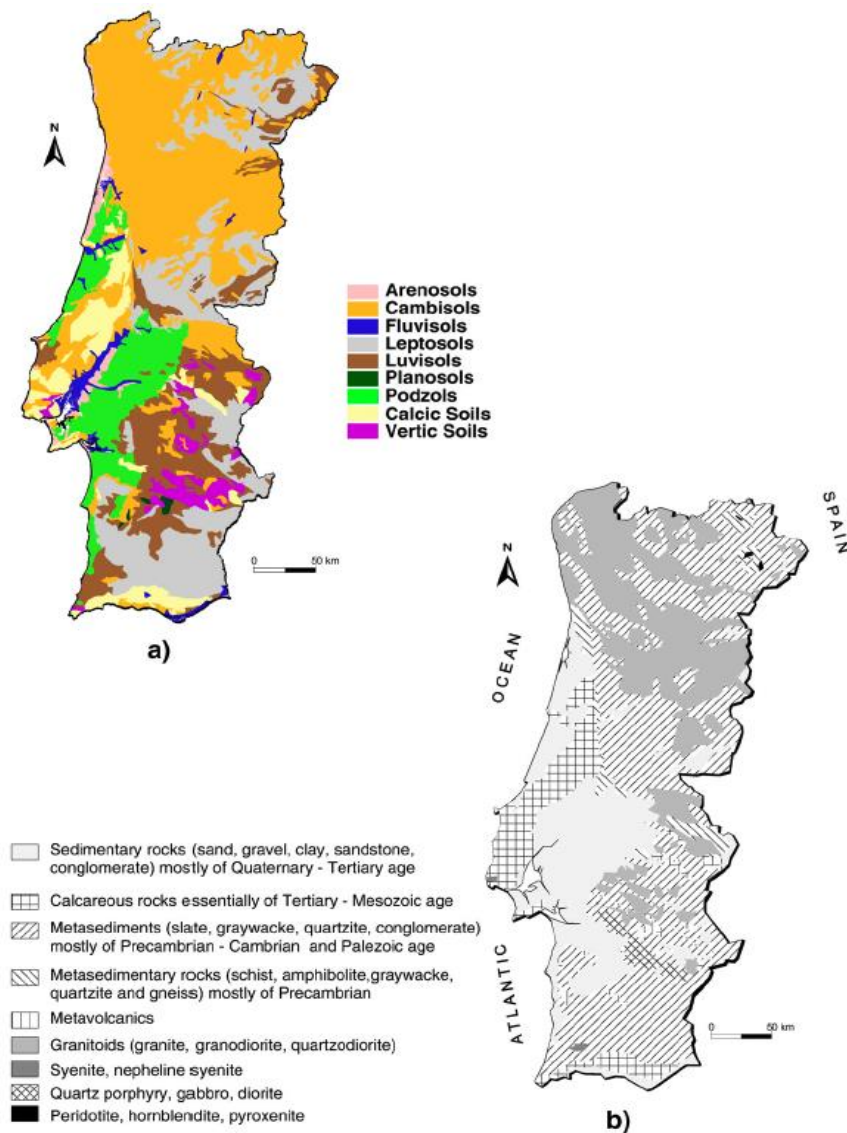 N
Arenosols
Cambisols
Fluvisols
Leptosols
Luvisols
Planosols
Podzols
Calcic Soils
Vertic Soils
0 50 km
a)
SPAIN
N
OCEAN
ATLANTIC
0 50 km
b)
Sedimentary rocks (sand, gravel, clay, sandstone,
conglomerate) mostly of Quaternary - Tertiary age
Calcareous rocks essentially of Tertiary - Mesozoic age
Metasediments (slate, graywacke, quartzite, conglomerate)
mostly of Precambrian - Cambrian and Palezoic age
Metasedimentary rocks (schist, amphibolite,graywacke,
quartzite and gneiss) mostly of Precambrian
Metavolcanics
Granitoids (granite, granodiorite, quartzodiorite)
Syenite, nepheline syenite
Quartz porphyry, gabbro, diorite
Peridotite, hornblendite, pyroxenite